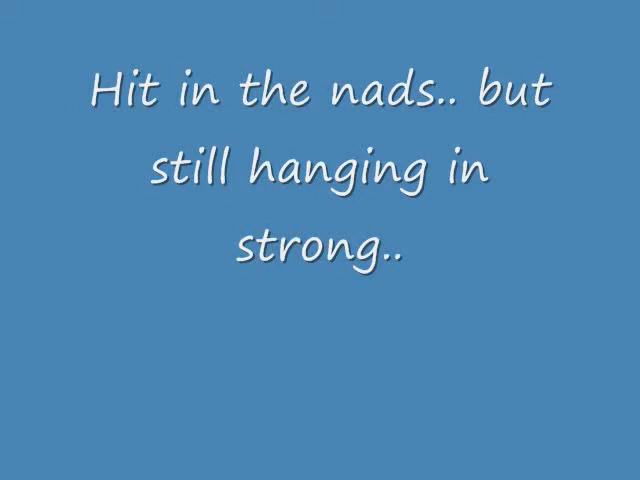 Hit in the nads.. but
still hanging in
strong..